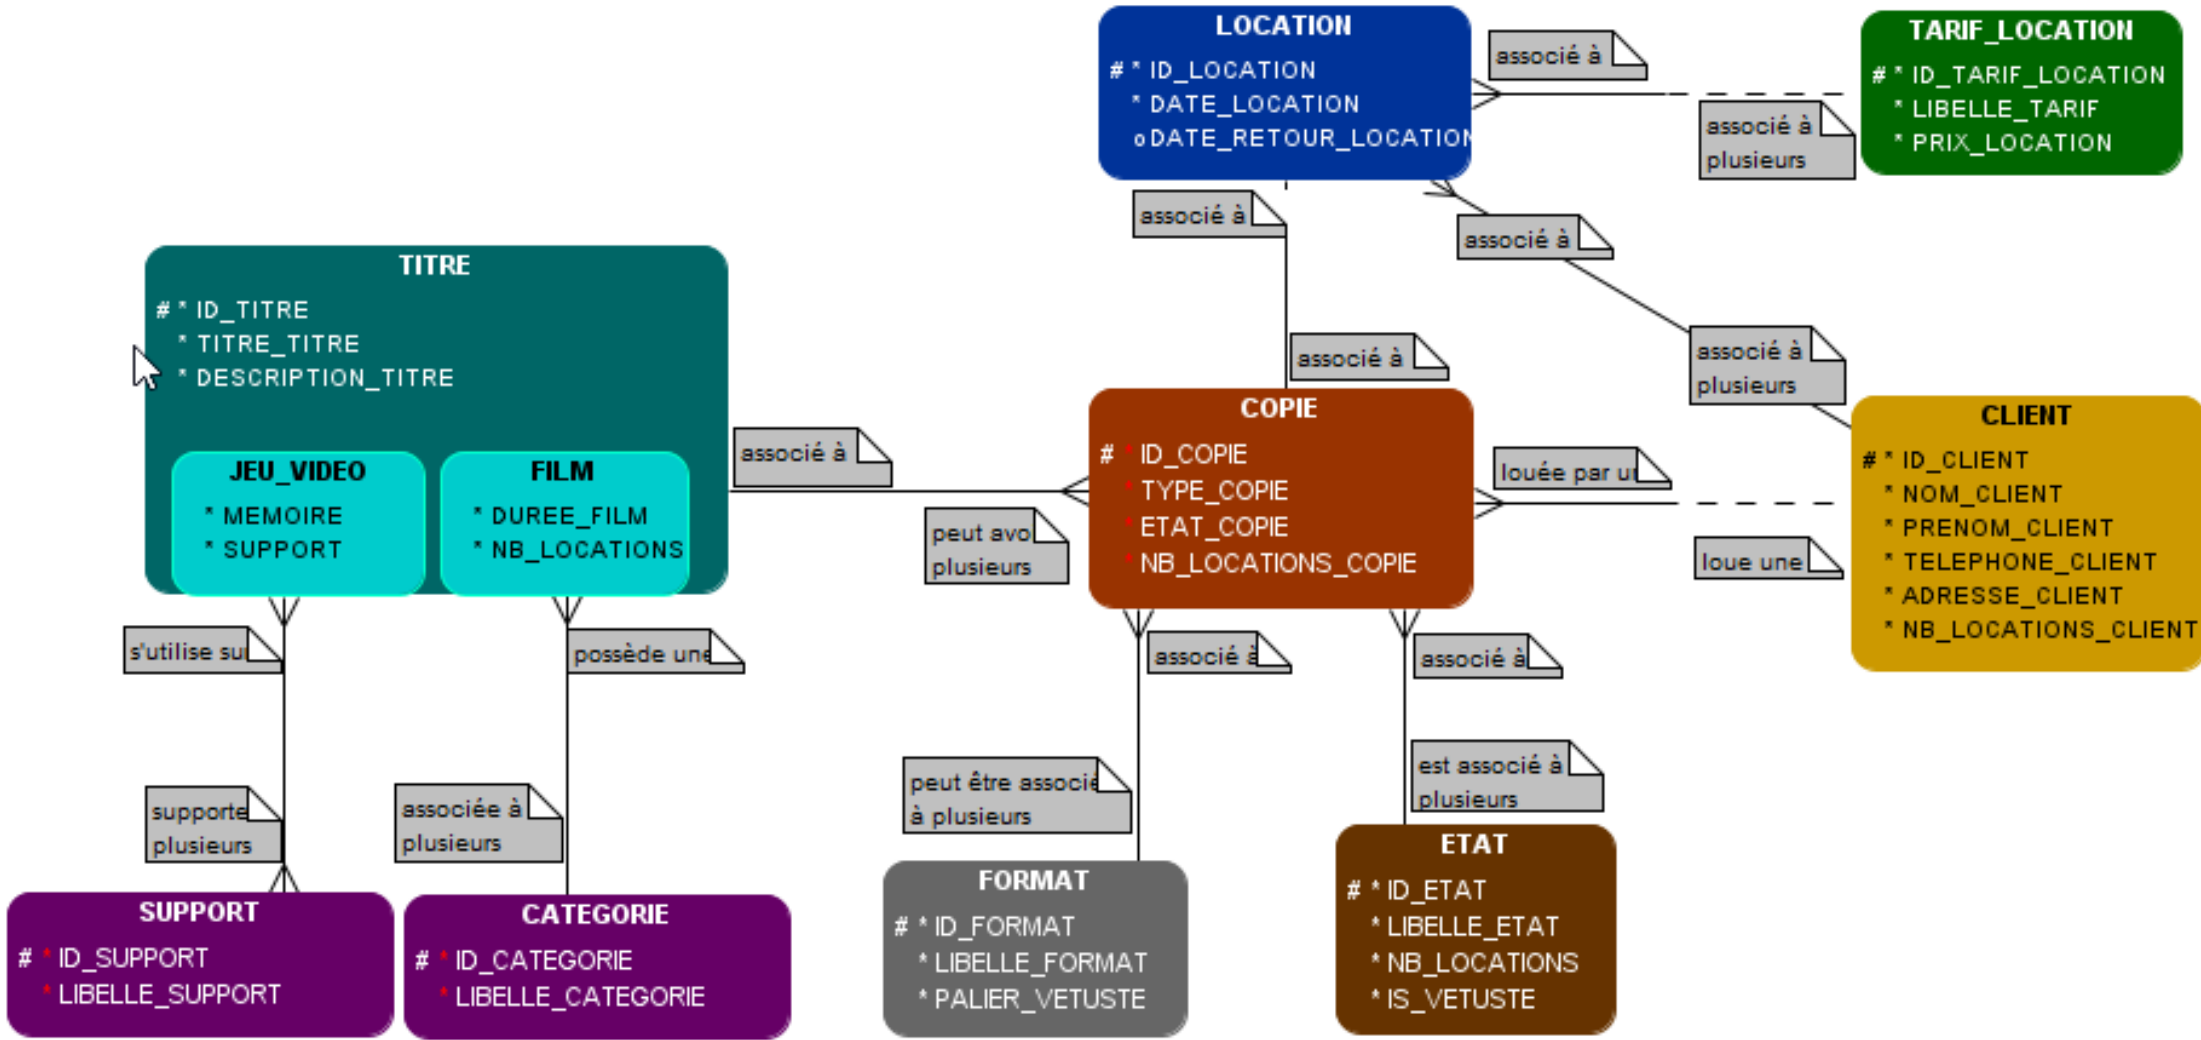 LOCATION
# * ID_LOCATION
* DATE_LOCATION
o DATE_RETOUR_LOCATION
associé à
associé à
plusieurs
TARIF_LOCATION
# * ID_TARIF_LOCATION
* LIBELLE_TARIF
* PRIX_LOCATION
associé à
associé à
associé à
associé à
plusieurs
TITRE
# * ID_TITRE
* TITRE_TITRE
* DESCRIPTION_TITRE
JEU_VIDEO
* MEMOIRE
* SUPPORT
FILM
* DUREE_FILM
* NB_LOCATIONS
associé à
peut avo
plusieurs
COPIE
# * ID_COPIE
* TYPE_COPIE
* ETAT_COPIE
* NB_LOCATIONS_COPIE
louée par u
loue une
CLIENT
# * ID_CLIENT
* NOM_CLIENT
* PRENOM_CLIENT
* TELEPHONE_CLIENT
* ADRESSE_CLIENT
* NB_LOCATIONS_CLIENT
s'utilise su
possède une
associé à
associé à
supporte
plusieurs
associée à
plusieurs
peut être associé
à plusieurs
est associé à
plusieurs
SUPPORT
# * ID_SUPPORT
* LIBELLE_SUPPORT
CATEGORIE
# * ID_CATEGORIE
* LIBELLE_CATEGORIE
FORMAT
# * ID_FORMAT
* LIBELLE_FORMAT
* PALIER_VETUSTE
ETAT
# * ID_ETAT
* LIBELLE_ETAT
* NB_LOCATIONS
* IS_VETUSTE